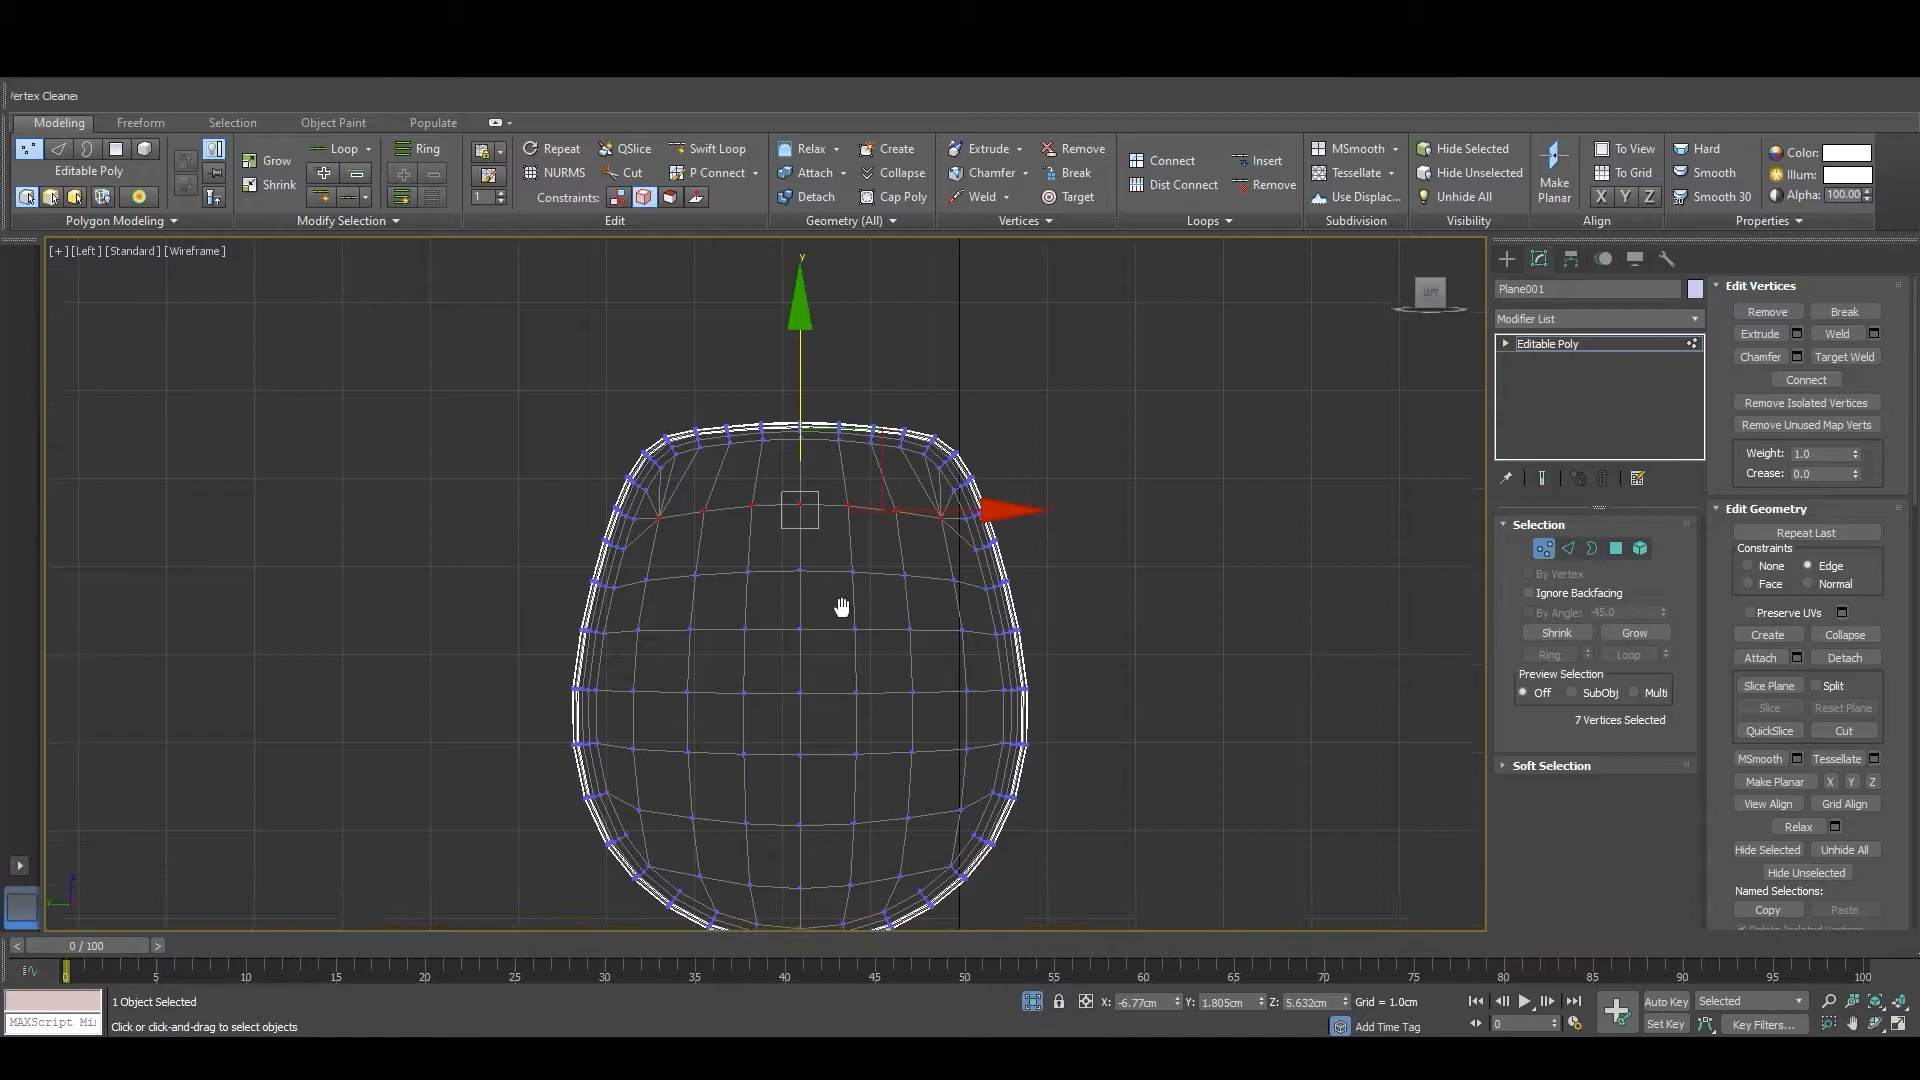 Vertex Cleaner
Modeling Freeform Selection Object Paint Populate
Editable Poly
Polygon Modeling
Grow Loop Ring
Shrink
Modify Selection
Repeat QSlice Swift Loop
NURMS Cut P Connect
1 Constraints:
Edit
Relax Create
Attach Collapse
Detach Cap Poly
Geometry (All)
Extrude Remove
Chamfer Break
Weld Target
Vertices
Connect Insert
Dist Connect Remove
Loops
MSmooth
Tessellate
Use Displac...
Subdivision
Hide Selected
Hide Unselected
Unhide All
Visibility
Make Planar
To View
To Grid
X Y Z
Align
Hard
Smooth
Smooth 30
30
Color:
Illum:
Alpha: 100.00
Properties
[+] [Left ] [Standard ] [Wireframe ]
y
LEFT
Plane001
Modifier List
Editable Poly
Selection
By Vertex
Ignore Backfacing
By Angle: 45.0
Shrink Grow
Ring Loop
Preview Selection
Off SubObj Multi
7 Vertices Selected
Soft Selection
Edit Vertices
Remove Break
Extrude Weld
Chamfer Target Weld
Connect
Remove Isolated Vertices
Remove Unused Map Verts
Weight: 1.0
Crease: 0.0
Edit Geometry
Repeat Last
Constraints
None Edge
Face Normal
Preserve UVs
Create Collapse
Attach Detach
Slice Plane Split
Slice Reset Plane
QuickSlice Cut
MSmooth Tessellate
Make Planar X Y Z
View Align Grid Align
Relax
Hide Selected Unhide All
Hide Unselected
Named Selections:
Copy Paste
Delete Isolated Vertices
< 0 / 100 >
0 5 10 15 20 25 30 35 40 45 50 55 60 65 70 75 80 85 90 95 100
1 Object Selected
X: -6.77cm Y: 1.805cm Z: 5.632cm Grid = 1.0cm
Auto Key Selected
MAXScript Mi
Click or click-and-drag to select objects
Add Time Tag
0
Set Key Key Filters...